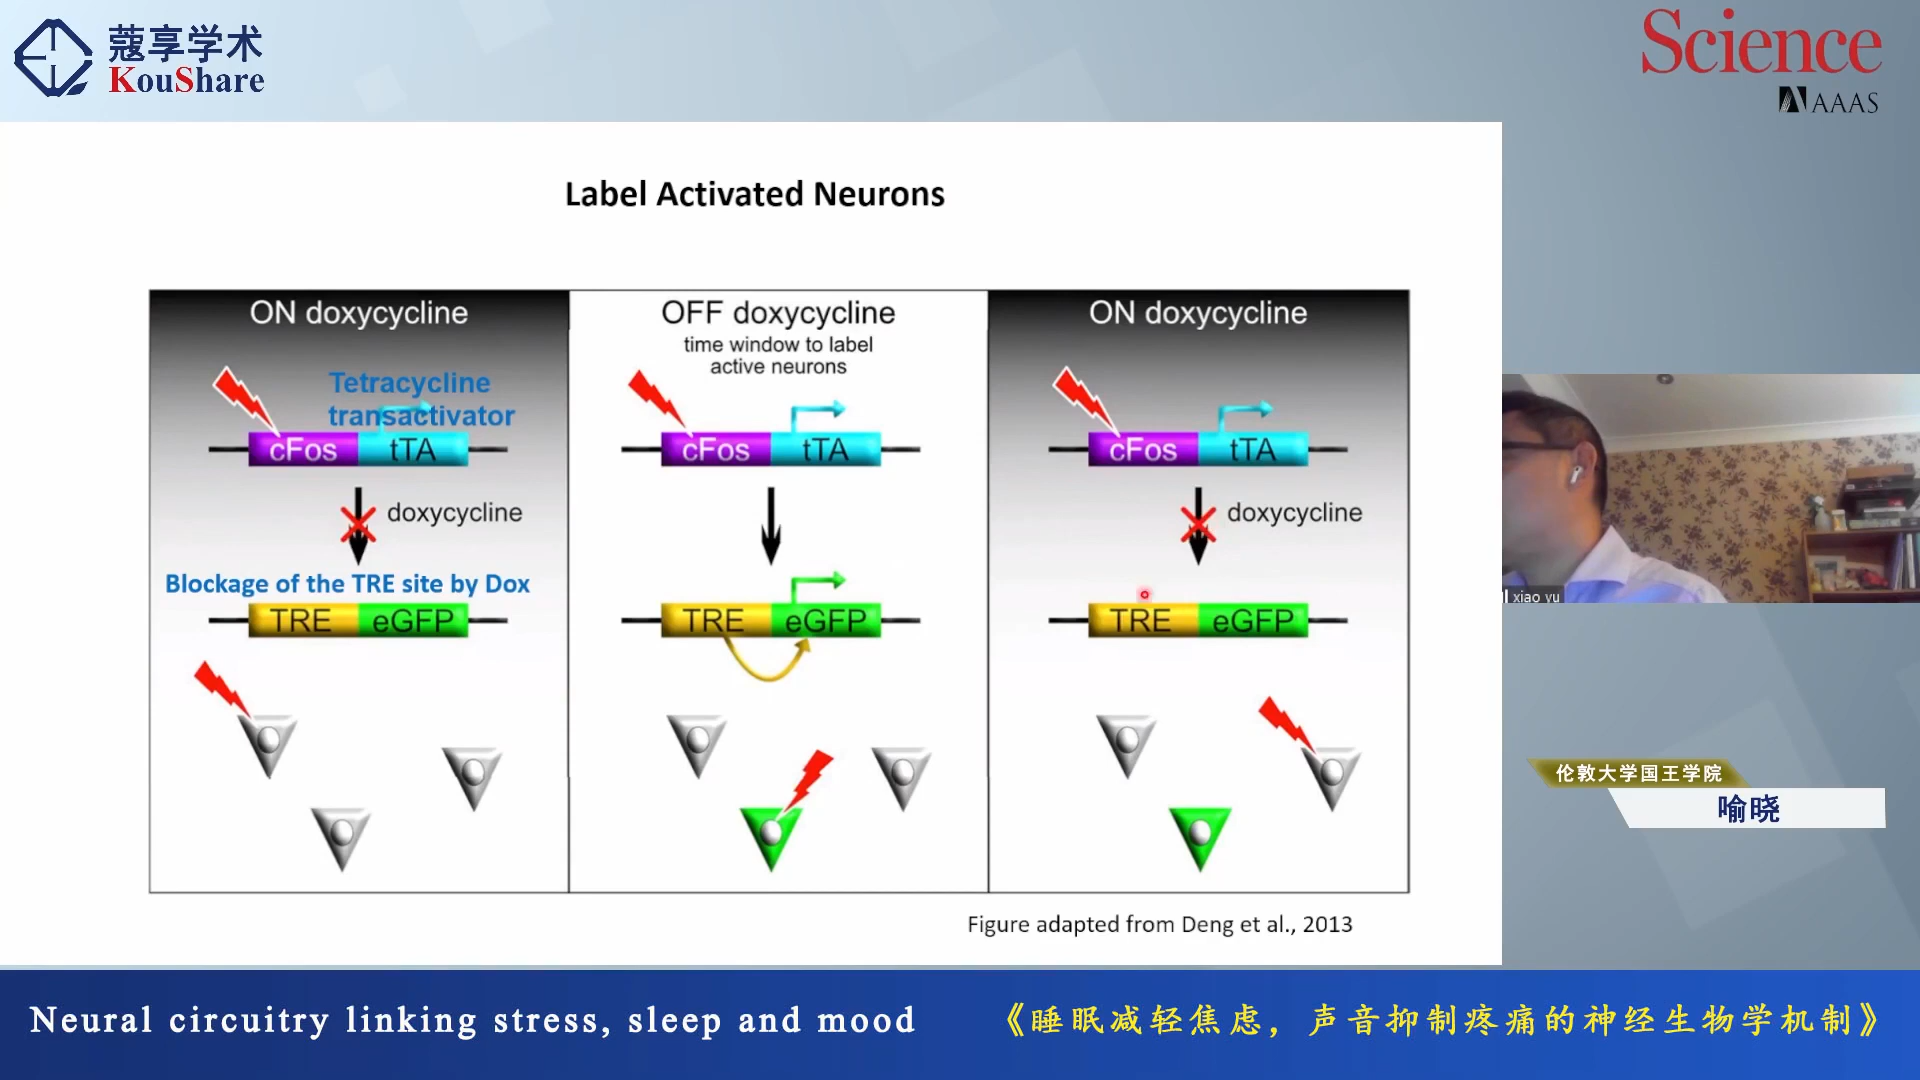 蔻享学术
KouShare
Science
AAAS
Label Activated Neurons
ON doxycycline
Tetracycline
transactivator
cFos tTA
doxycycline
Blockage of the TRE site by Dox
TRE eGFP
OFF doxycycline
time window to label
active neurons
cFos tTA
TRE eGFP
ON doxycycline
cFos tTA
doxycycline
TRE eGFP
Figure adapted from Deng et al., 2013
xiao yu
伦敦大学国王学院
喻晓
Neural circuitry linking stress, sleep and mood
《睡眠减轻焦虑，声音抑制疼痛的神经生物学机制》